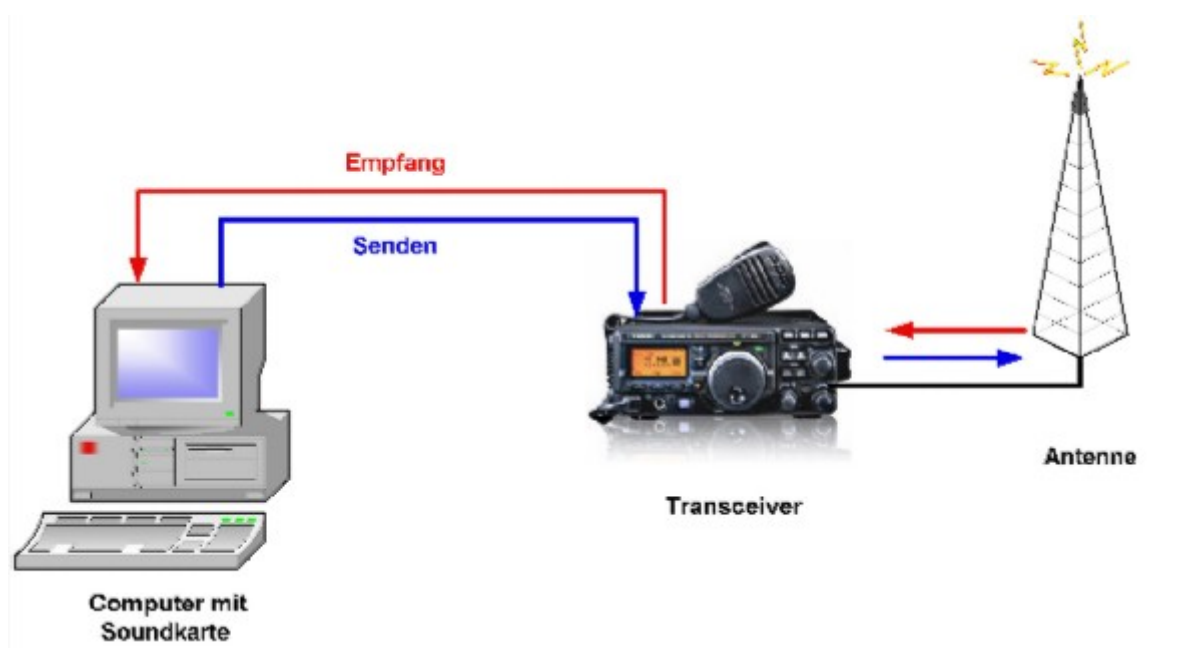 Empfang
Senden
Antenne
Transceiver
Computer mit
Soundkarte